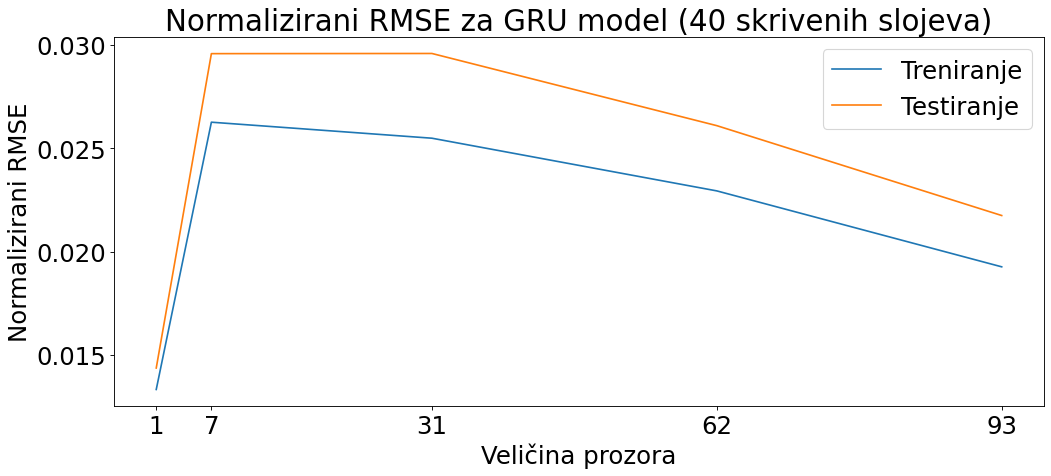 Normalizirani RMSE za GRU model (40 skrivenih slojeva)
Normalizirani RMSE
0.030
0.025
0.020
0.015
Treniranje
Testiranje
1 7 31 62 93
Veličina prozora